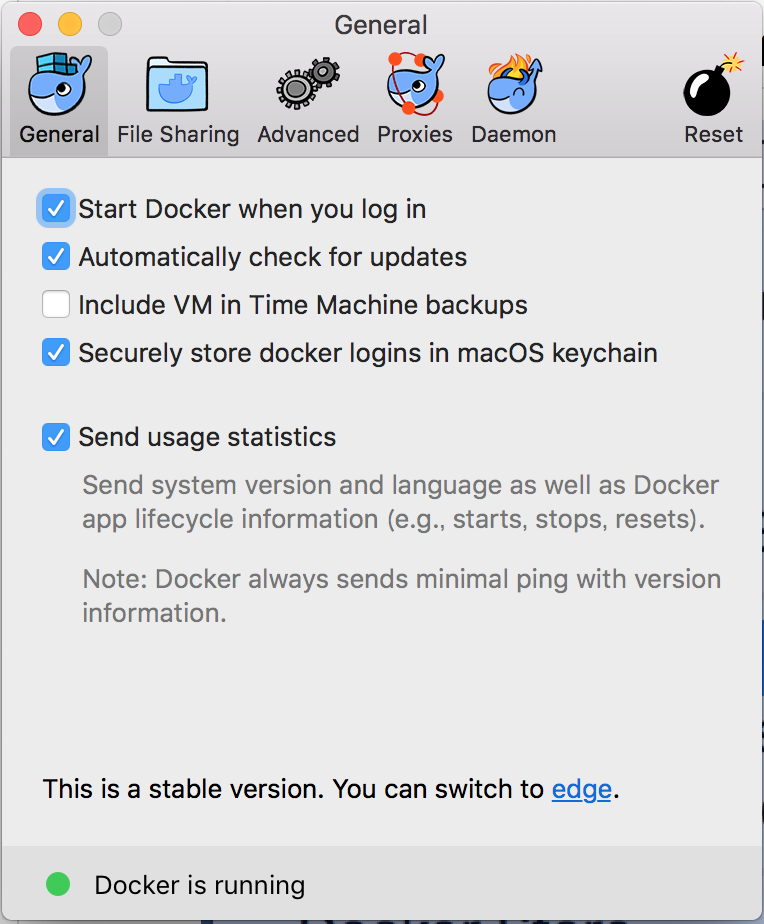 General
General File Sharing Advanced Proxies Daemon Reset
Start Docker when you log in
Automatically check for updates
Include VM in Time Machine backups
Securely store docker logins in macOS keychain
Send usage statistics
Send system version and language as well as Docker
app lifecycle information (e.g., starts, stops, resets).
Note: Docker always sends minimal ping with version
information.
This is a stable version. You can switch to edge.
Docker is running